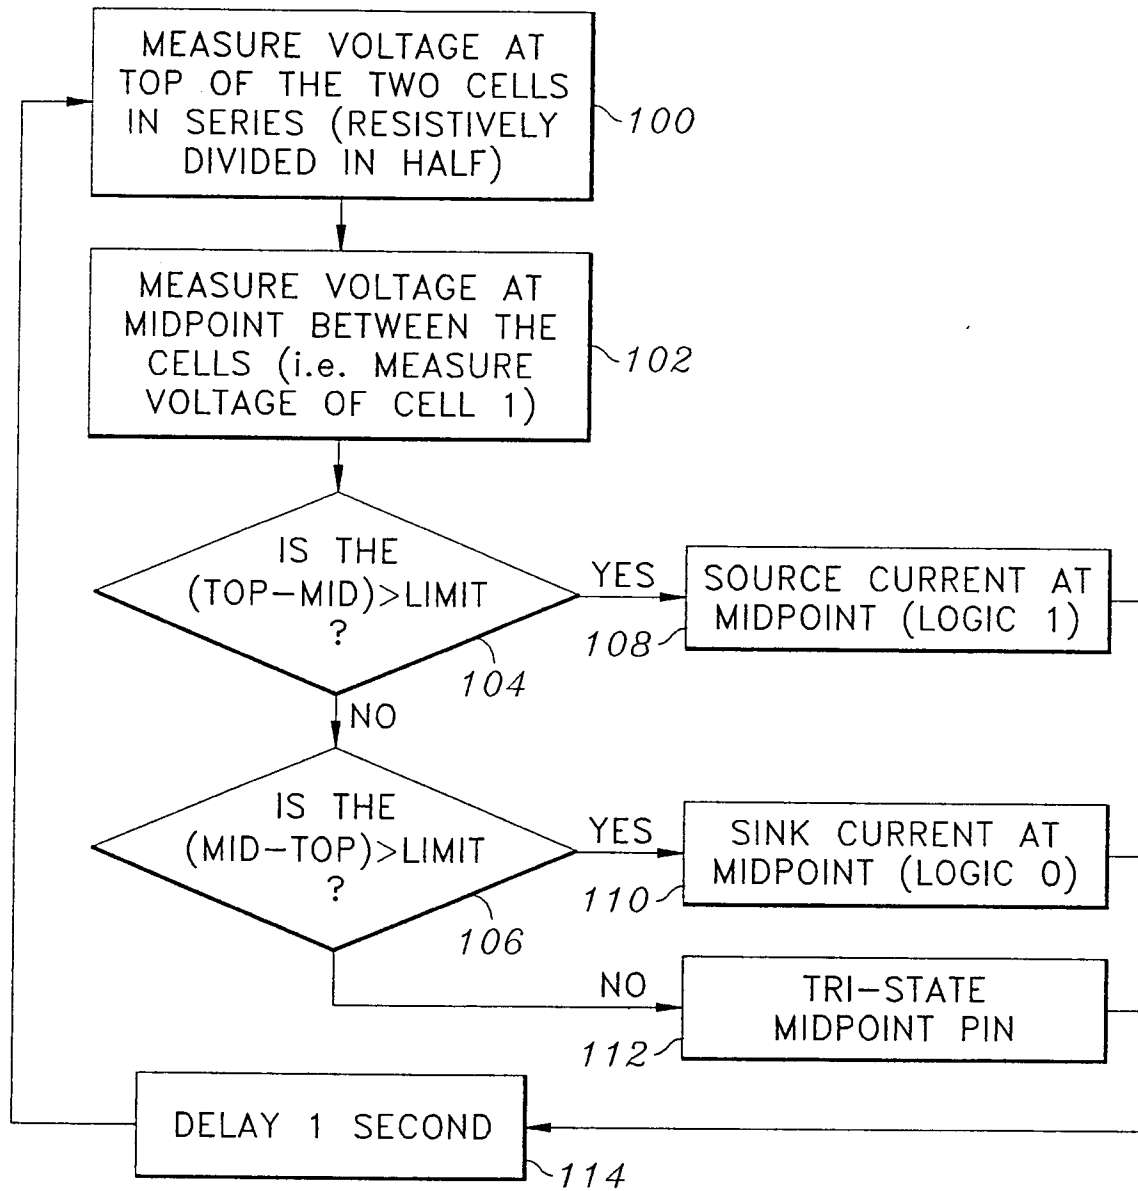 MEASURE VOLTAGE AT
TOP OF THE TWO CELLS
IN SERIES (RESISTIVELY
DIVIDED IN HALF)
100
MEASURE VOLTAGE AT
MIDPOINT BETWEEN THE
CELLS (i.e. MEASURE
VOLTAGE OF CELL 1)
102
IS THE
(TOP-MID)>LIMIT
?
104
YES
SOURCE CURRENT AT
MIDPOINT (LOGIC 1)
108
NO
IS THE
(MID-TOP)>LIMIT
?
106
YES
SINK CURRENT AT
MIDPOINT (LOGIC 0)
110
NO
TRI-STATE
MIDPOINT PIN
112
DELAY 1 SECOND
114